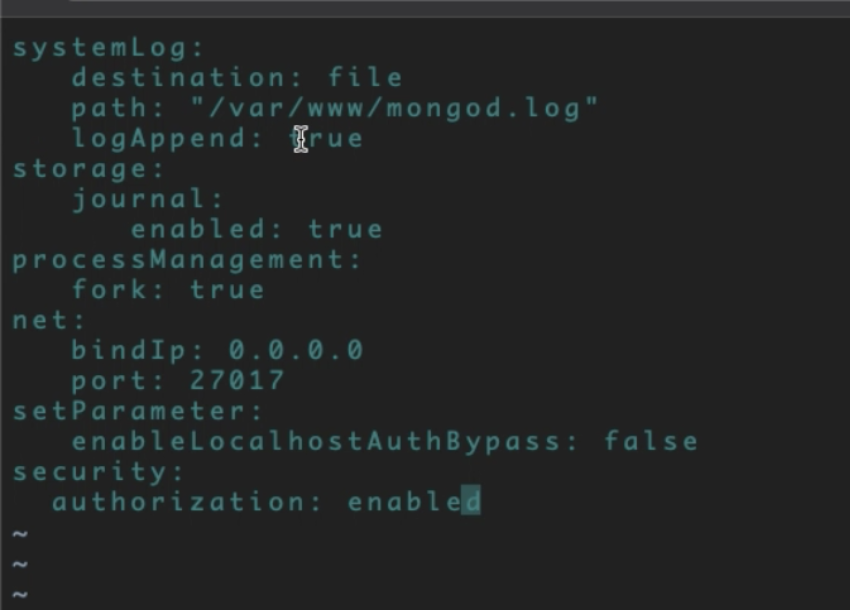 systemLog:
   destination: file
   path: "/var/www/mongod.log"
   logAppend: true
storage:
   journal:
      enabled: true
processManagement:
   fork: true
net:
   bindIp: 0.0.0.0
   port: 27017
setParameter:
   enableLocalhostAuthBypass: false
security:
  authorization: enabled
~
~
~